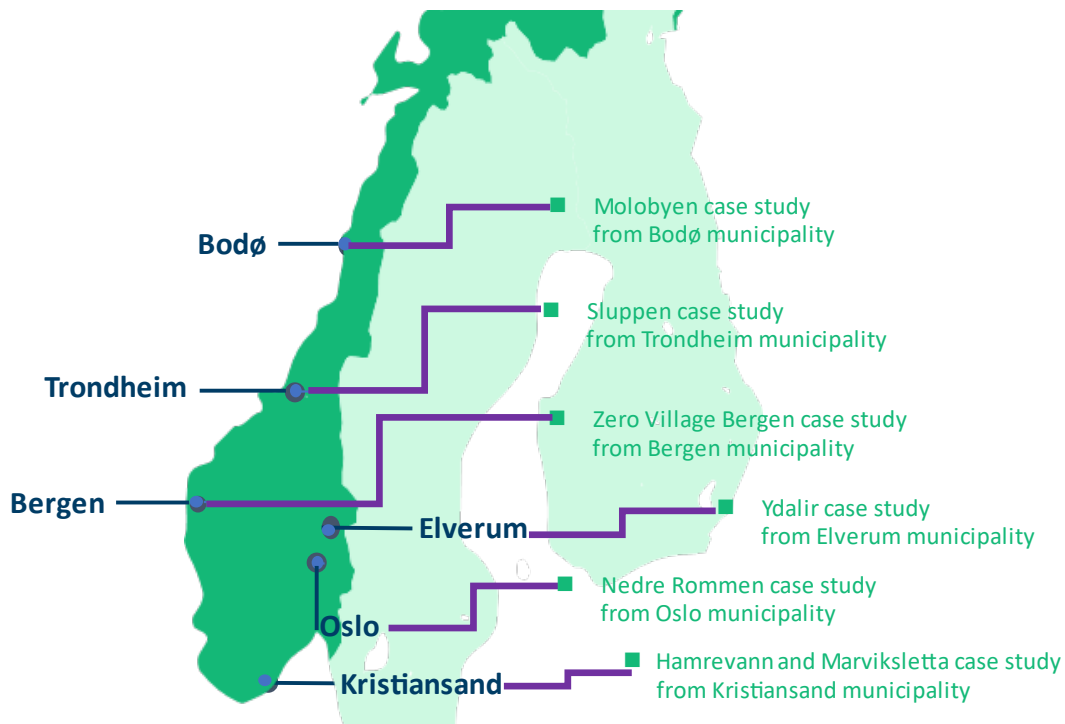 Bodø
Molobyen case study
from Bodø municipality
Trondheim
Sluppen case study
from Trondheim municipality
Bergen
Zero Village Bergen case study
from Bergen municipality
Elverum
Ydalir case study
from Elverum municipality
Oslo
Nedre Rommen case study
from Oslo municipality
Kristiansand
Hamrevann and Marviksletta case study
from Kristiansand municipality